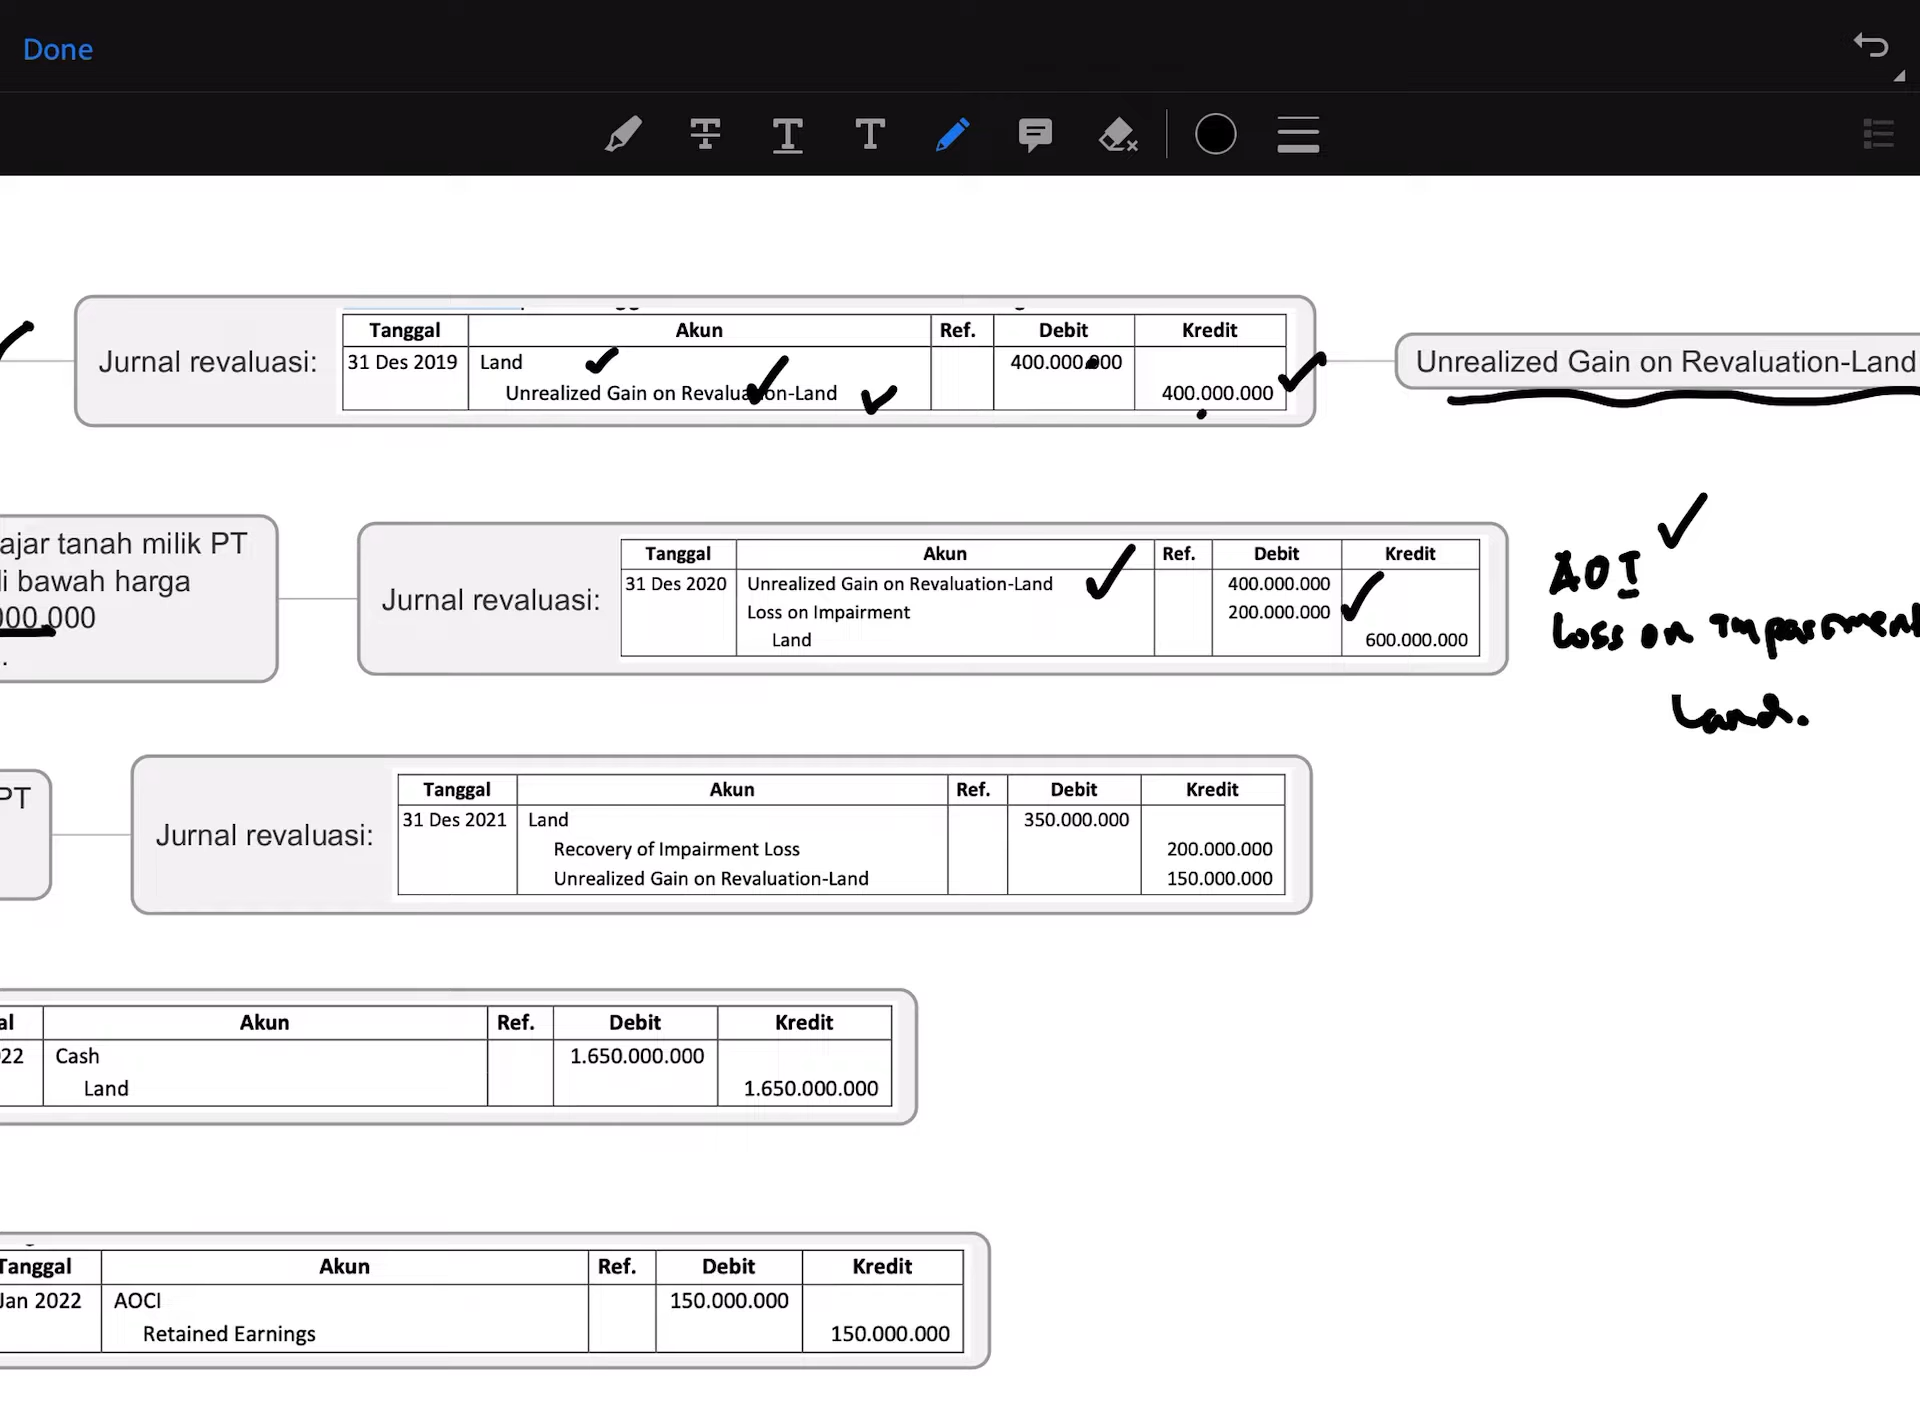 Done
Jurnal revaluasi:
Tanggal Akun Ref. Debit Kredit
31 Des 2019 Land 400.000.000
Unrealized Gain on Revaluation-Land 400.000.000
Unrealized Gain on Revaluation-Land
ajar tanah milik PT
i bawah harga
000.000
.
Jurnal revaluasi:
Tanggal Akun Ref. Debit Kredit
31 Des 2020 Unrealized Gain on Revaluation-Land 400.000.000
Loss on Impairment 200.000.000
Land 600.000.000
AOI
Loss on Impairment
Land.
PT
Jurnal revaluasi:
Tanggal Akun Ref. Debit Kredit
31 Des 2021 Land 350.000.000
Recovery of Impairment Loss 200.000.000
Unrealized Gain on Revaluation-Land 150.000.000
al Akun Ref. Debit Kredit
22 Cash 1.650.000.000
Land 1.650.000.000
Tanggal Akun Ref. Debit Kredit
Jan 2022 AOCI 150.000.000
Retained Earnings 150.000.000